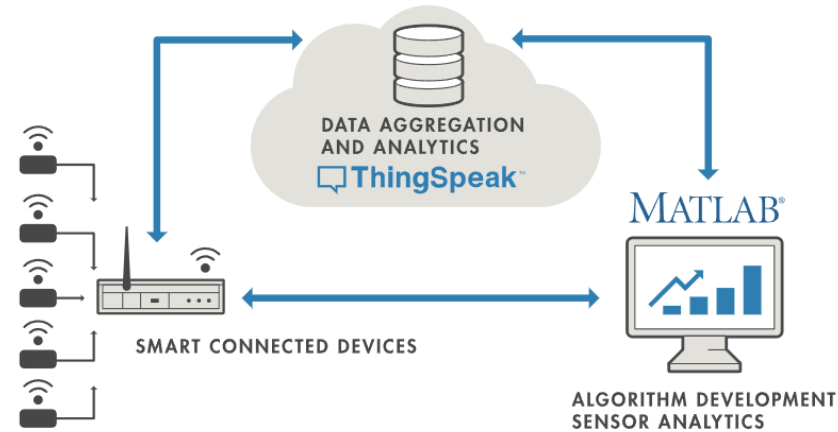 DATA AGGREGATION
AND ANALYTICS
ThingSpeak™
MATLAB®
SMART CONNECTED DEVICES
ALGORITHM DEVELOPMENT
SENSOR ANALYTICS